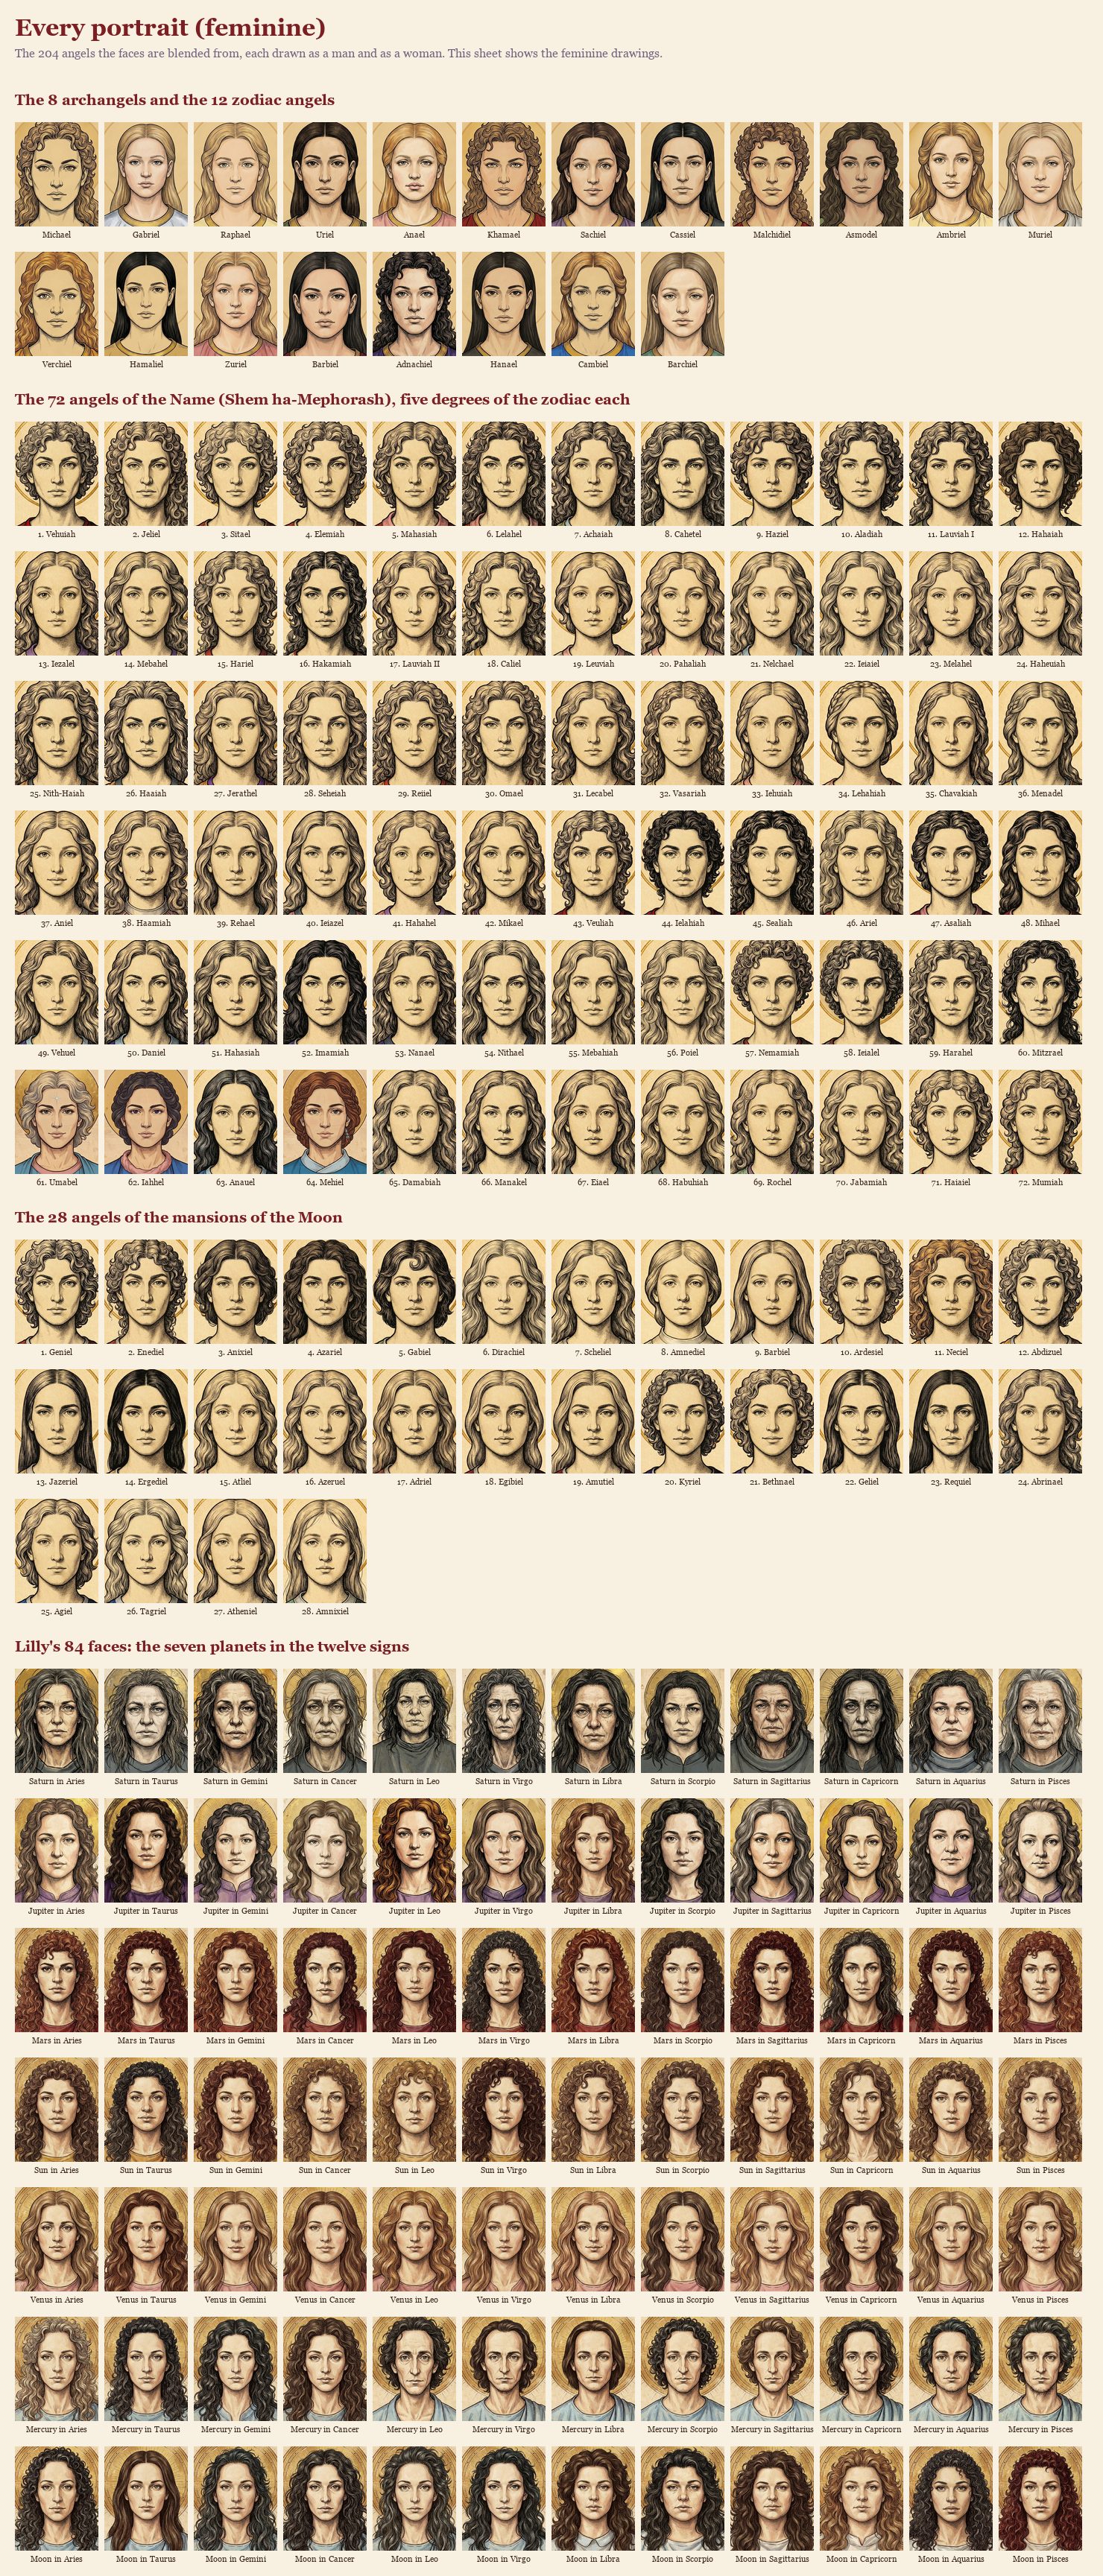 Every portrait (feminine)
The 204 angels the faces are blended from, each drawn as a man and as a woman. This sheet shows the feminine drawings.
The 8 archangels and the 12 zodiac angels
Michael Gabriel Raphael Uriel Anael Khamael Sachiel Cassiel Malchidiel Asmodel Ambriel Muriel
Verchiel Hamaliel Zuriel Barbiel Adnachiel Hanael Cambiel Barchiel
The 72 angels of the Name (Shem ha-Mephorash), five degrees of the zodiac each
1. Vehuiah 2. Jeliel 3. Sitael 4. Elemiah 5. Mahasiah 6. Lelahel 7. Achaiah 8. Cahetel 9. Haziel 10. Aladiah 11. Lauviah I 12. Hahaiah
13. Iezalel 14. Mebahel 15. Hariel 16. Hakamiah 17. Lauviah II 18. Caliel 19. Leuviah 20. Pahaliah 21. Nelchael 22. Ieiaiel 23. Melahel 24. Haheuiah
25. Nith-Haiah 26. Haaiah 27. Jerathel 28. Seheiah 29. Reiiel 30. Omael 31. Lecabel 32. Vasariah 33. Iehuiah 34. Lehahiah 35. Chavakiah 36. Menadel
37. Aniel 38. Haamiah 39. Rehael 40. Ieiazel 41. Hahahel 42. Mikael 43. Veuliah 44. Ielahiah 45. Sealiah 46. Ariel 47. Asaliah 48. Mihael
49. Vehuel 50. Daniel 51. Hahasiah 52. Imamiah 53. Nanael 54. Nithael 55. Mebahiah 56. Poiel 57. Nemamiah 58. Ieialel 59. Harahel 60. Mitzrael
61. Umabel 62. Iahhel 63. Anauel 64. Mehiel 65. Damabiah 66. Manakel 67. Eiael 68. Habuhiah 69. Rochel 70. Jabamiah 71. Haiaiel 72. Mumiah
The 28 angels of the mansions of the Moon
1. Geniel 2. Enediel 3. Anixiel 4. Azariel 5. Gabiel 6. Dirachiel 7. Scheliel 8. Amnediel 9. Barbiel 10. Ardesiel 11. Neciel 12. Abdizuel
13. Jazeriel 14. Ergediel 15. Atliel 16. Azeruel 17. Adriel 18. Egibiel 19. Amutiel 20. Kyriel 21. Bethnael 22. Geliel 23. Requiel 24. Abrinael
25. Agiel 26. Tagriel 27. Atheniel 28. Amnixiel
Lilly's 84 faces: the seven planets in the twelve signs
Saturn in Aries Saturn in Taurus Saturn in Gemini Saturn in Cancer Saturn in Leo Saturn in Virgo Saturn in Libra Saturn in Scorpio Saturn in Sagittarius Saturn in Capricorn Saturn in Aquarius Saturn in Pisces
Jupiter in Aries Jupiter in Taurus Jupiter in Gemini Jupiter in Cancer Jupiter in Leo Jupiter in Virgo Jupiter in Libra Jupiter in Scorpio Jupiter in Sagittarius Jupiter in Capricorn Jupiter in Aquarius Jupiter in Pisces
Mars in Aries Mars in Taurus Mars in Gemini Mars in Cancer Mars in Leo Mars in Virgo Mars in Libra Mars in Scorpio Mars in Sagittarius Mars in Capricorn Mars in Aquarius Mars in Pisces
Sun in Aries Sun in Taurus Sun in Gemini Sun in Cancer Sun in Leo Sun in Virgo Sun in Libra Sun in Scorpio Sun in Sagittarius Sun in Capricorn Sun in Aquarius Sun in Pisces
Venus in Aries Venus in Taurus Venus in Gemini Venus in Cancer Venus in Leo Venus in Virgo Venus in Libra Venus in Scorpio Venus in Sagittarius Venus in Capricorn Venus in Aquarius Venus in Pisces
Mercury in Aries Mercury in Taurus Mercury in Gemini Mercury in Cancer Mercury in Leo Mercury in Virgo Mercury in Libra Mercury in Scorpio Mercury in Sagittarius Mercury in Capricorn Mercury in Aquarius Mercury in Pisces
Moon in Aries Moon in Taurus Moon in Gemini Moon in Cancer Moon in Leo Moon in Virgo Moon in Libra Moon in Scorpio Moon in Sagittarius Moon in Capricorn Moon in Aquarius Moon in Pisces